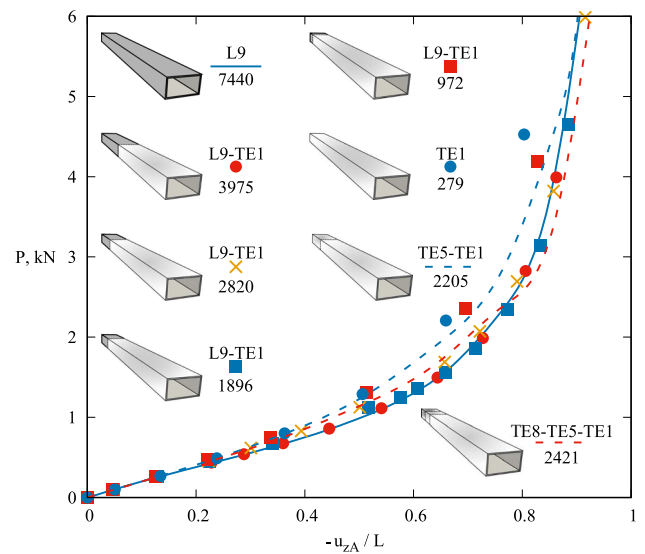 6
5
4
3
2
1
0
P, kN
L9
7440
L9-TE1
972
L9-TE1
3975
TE1
279
L9-TE1
2820
TE5-TE1
2205
L9-TE1
1896
TE8-TE5-TE1
2421
0 0.2 0.4 0.6 0.8 1
-uzA / L